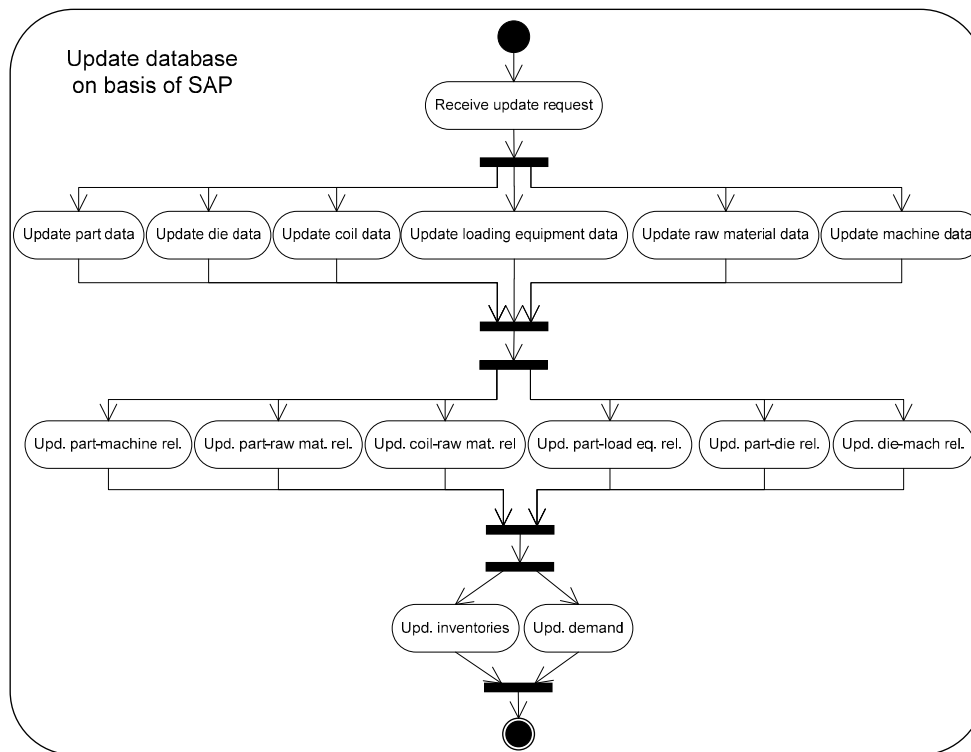 Update database
on basis of SAP
Receive update request
Update part data
Update die data
Update coil data
Update loading equipment data
Update raw material data
Update machine data
Upd. part-machine rel.
Upd. part-raw mat. rel.
Upd. coil-raw mat. rel
Upd. part-load eq. rel.
Upd. part-die rel.
Upd. die-mach rel.
Upd. inventories
Upd. demand